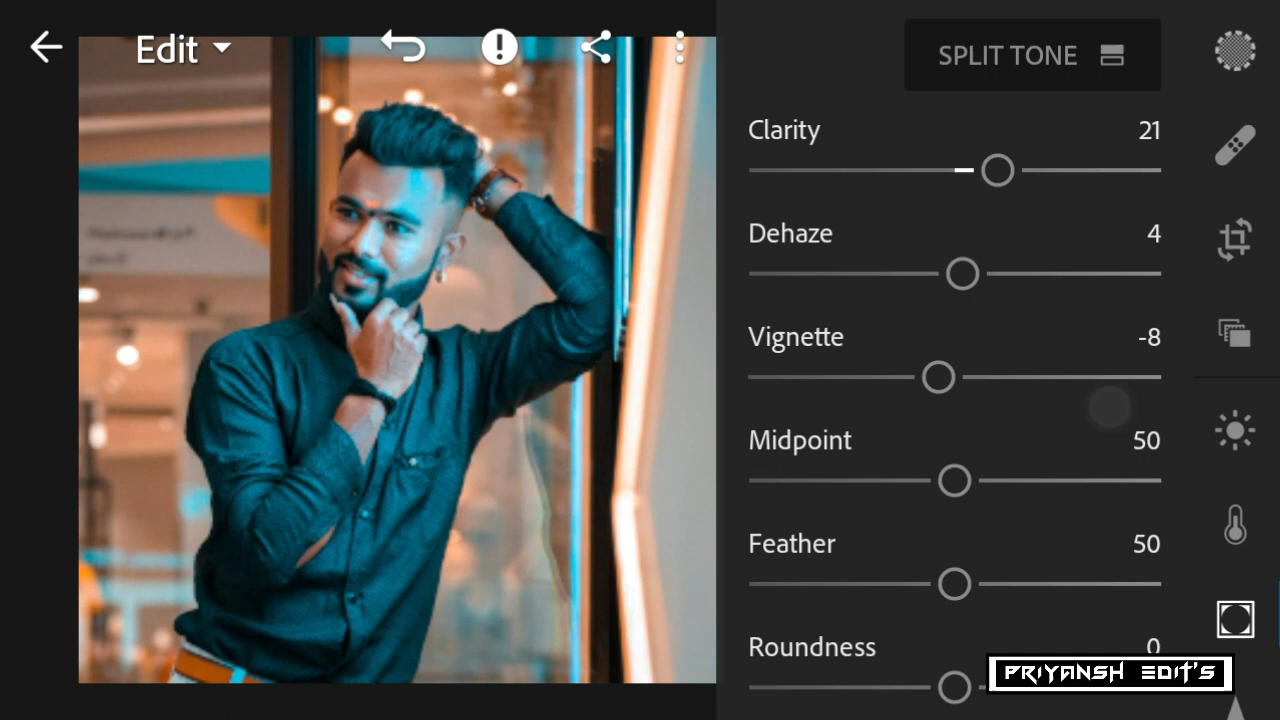 Edit
SPLIT TONE
Clarity 21
Dehaze 4
Vignette -8
Midpoint 50
Feather 50
Roundness 0
PRIYANSH EDIT'S